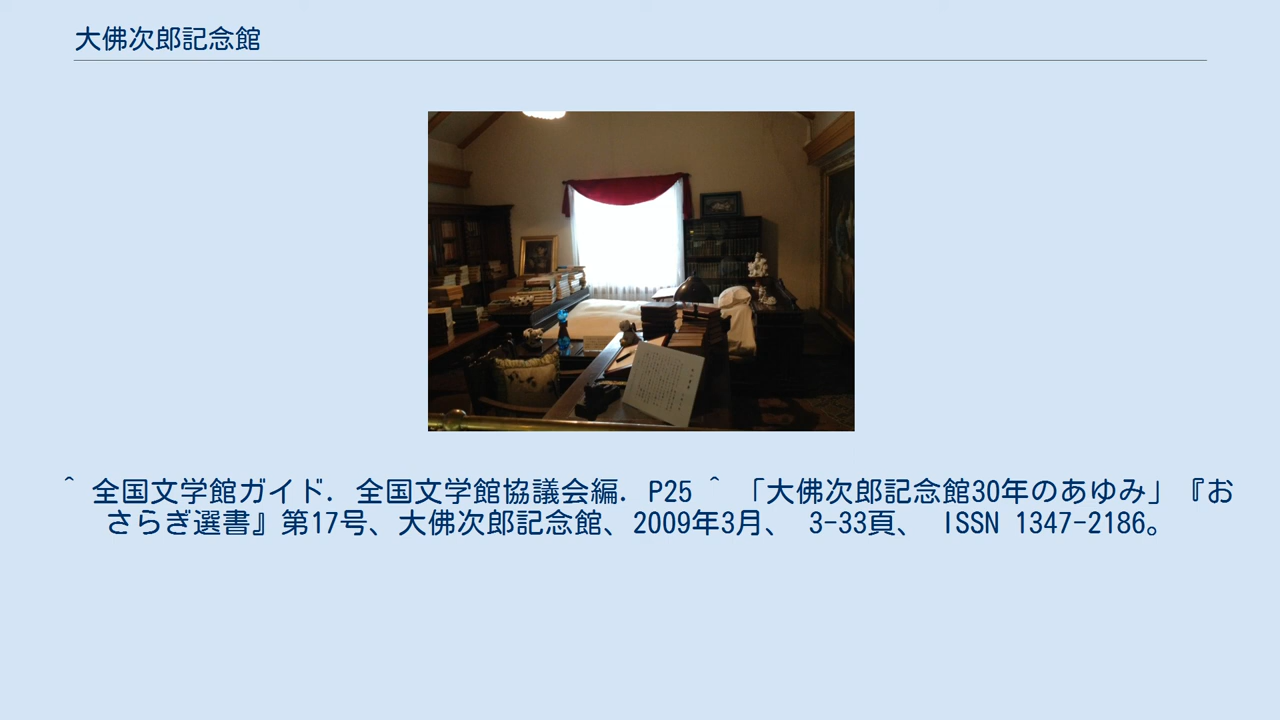 大佛次郎記念館
^ 全国文学館ガイド. 全国文学館協議会編. P25 ^ 「大佛次郎記念館30年のあゆみ」『お
さらぎ選書』第17号、大佛次郎記念館、2009年3月、 3-33頁、 ISSN 1347-2186。